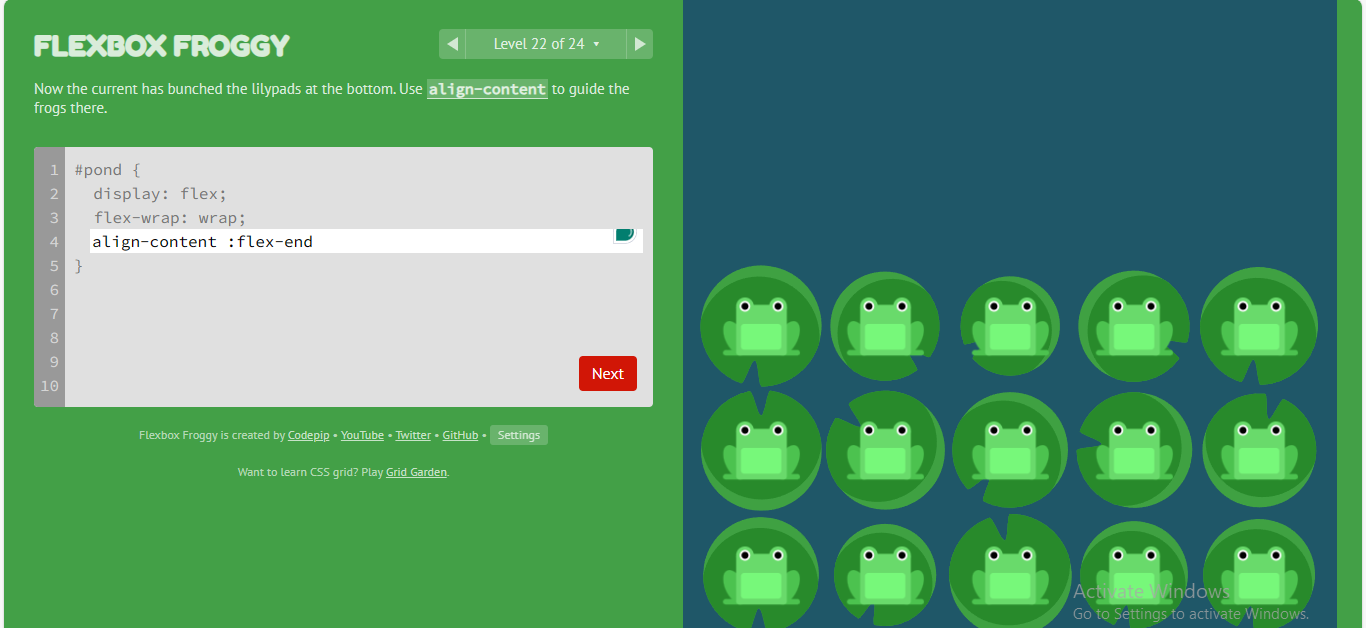 FLEXBOX FROGGY
◀ Level 22 of 24 ▾ ▶
Now the current has bunched the lilypads at the bottom. Use align-content to guide the
frogs there.
1 #pond {
2 display: flex;
3 flex-wrap: wrap;
4 align-content :flex-end
5 }
6
7
8
9
10
Next
Flexbox Froggy is created by Codepip • YouTube • Twitter • GitHub • Settings
Want to learn CSS grid? Play Grid Garden.
Activate Windows
Go to Settings to activate Windows.